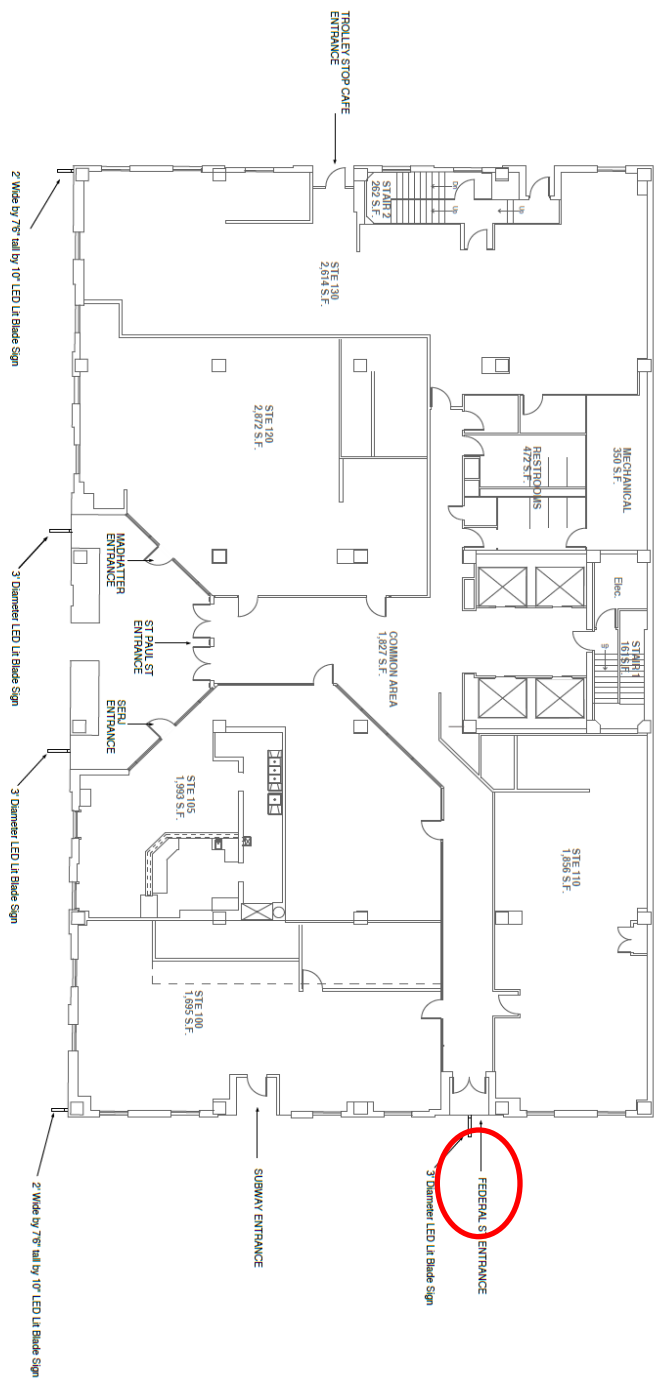 TROLLEY STOP CAFE
ENTRANCE
2' Wide by 7'6" tall by 10" LED Lit Blade Sign
STAIR 2
262 S.F.
Dn
Up
Up
STE 130
2,614 S.F.
STE 120
2,872 S.F.
RESTROOMS
472 S.F.
MECHANICAL
350 S.F.
MADHATTER
ENTRANCE
3' Diameter LED Lit Blade Sign
ST PAUL ST
ENTRANCE
COMMON AREA
1,827 S.F.
Elec.
STAIR 1
161 S.F.
SERJ
ENTRANCE
3' Diameter LED Lit Blade Sign
STE 105
1,993 S.F.
STE 110
1,856 S.F.
STE 100
1,695 S.F.
SUBWAY ENTRANCE
FEDERAL ST ENTRANCE
3' Diameter LED Lit Blade Sign
2' Wide by 7'6" tall by 10" LED Lit Blade Sign